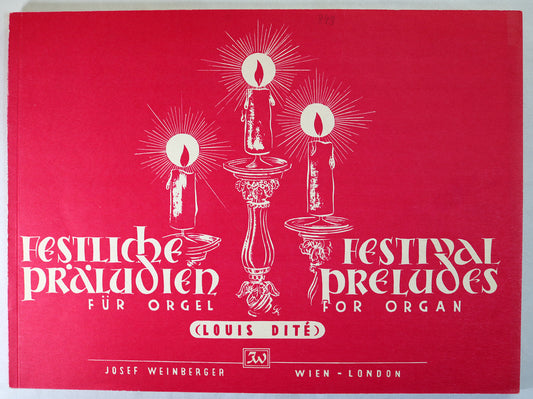 FESTLICHE
PRÄLUDIEN
FÜR ORGEL
FESTIVAL
PRELUDES
FOR ORGAN
(LOUIS DITÉ)
JW
JOSEF WEINBERGER
WIEN - LONDON